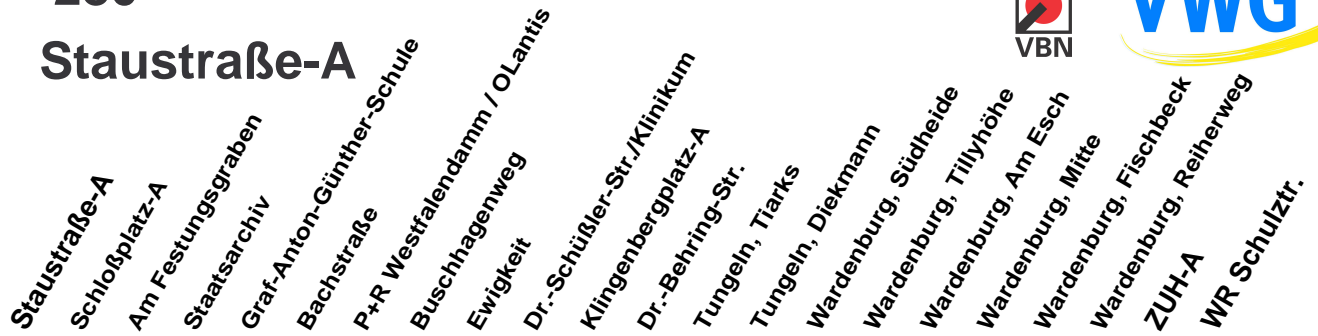 Staustraße-A
VBN
VWG
Staustraße-A
Schloßplatz-A
Am Festungsgraben
Staatsarchiv
Graf-Anton-Günther-Schule
Bachstraße
P+R Westfalendamm / OLantis
Buschhagenweg
Ewigkeit
Dr.-Schüßler-Str./Klinikum
Klingenbergplatz-A
Dr.-Behring-Str.
Tungeln, Tiarks
Tungeln, Diekmann
Wardenburg, Südheide
Wardenburg, Tillyhöhe
Wardenburg, Am Esch
Wardenburg, Mitte
Wardenburg, Fischbeck
Wardenburg, Reiherweg
ZUH-A
WR Schulztr.